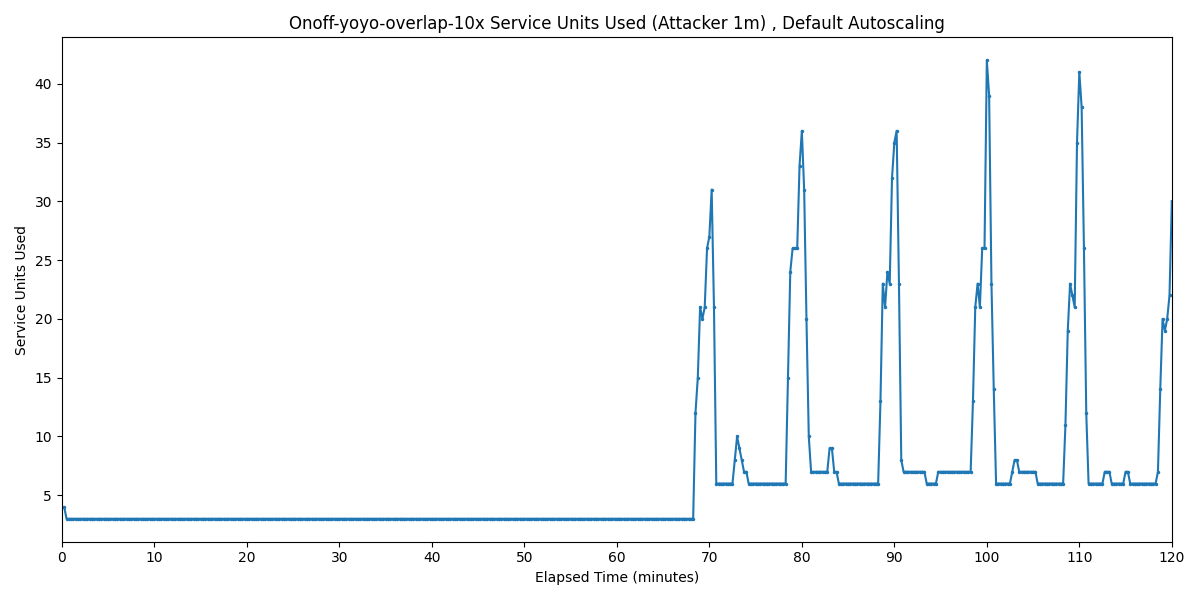 Onoff-yoyo-overlap-10x Service Units Used (Attacker 1m) , Default Autoscaling
Service Units Used
40
35
30
25
20
15
10
5
0 10 20 30 40 50 60 70 80 90 100 110 120
Elapsed Time (minutes)